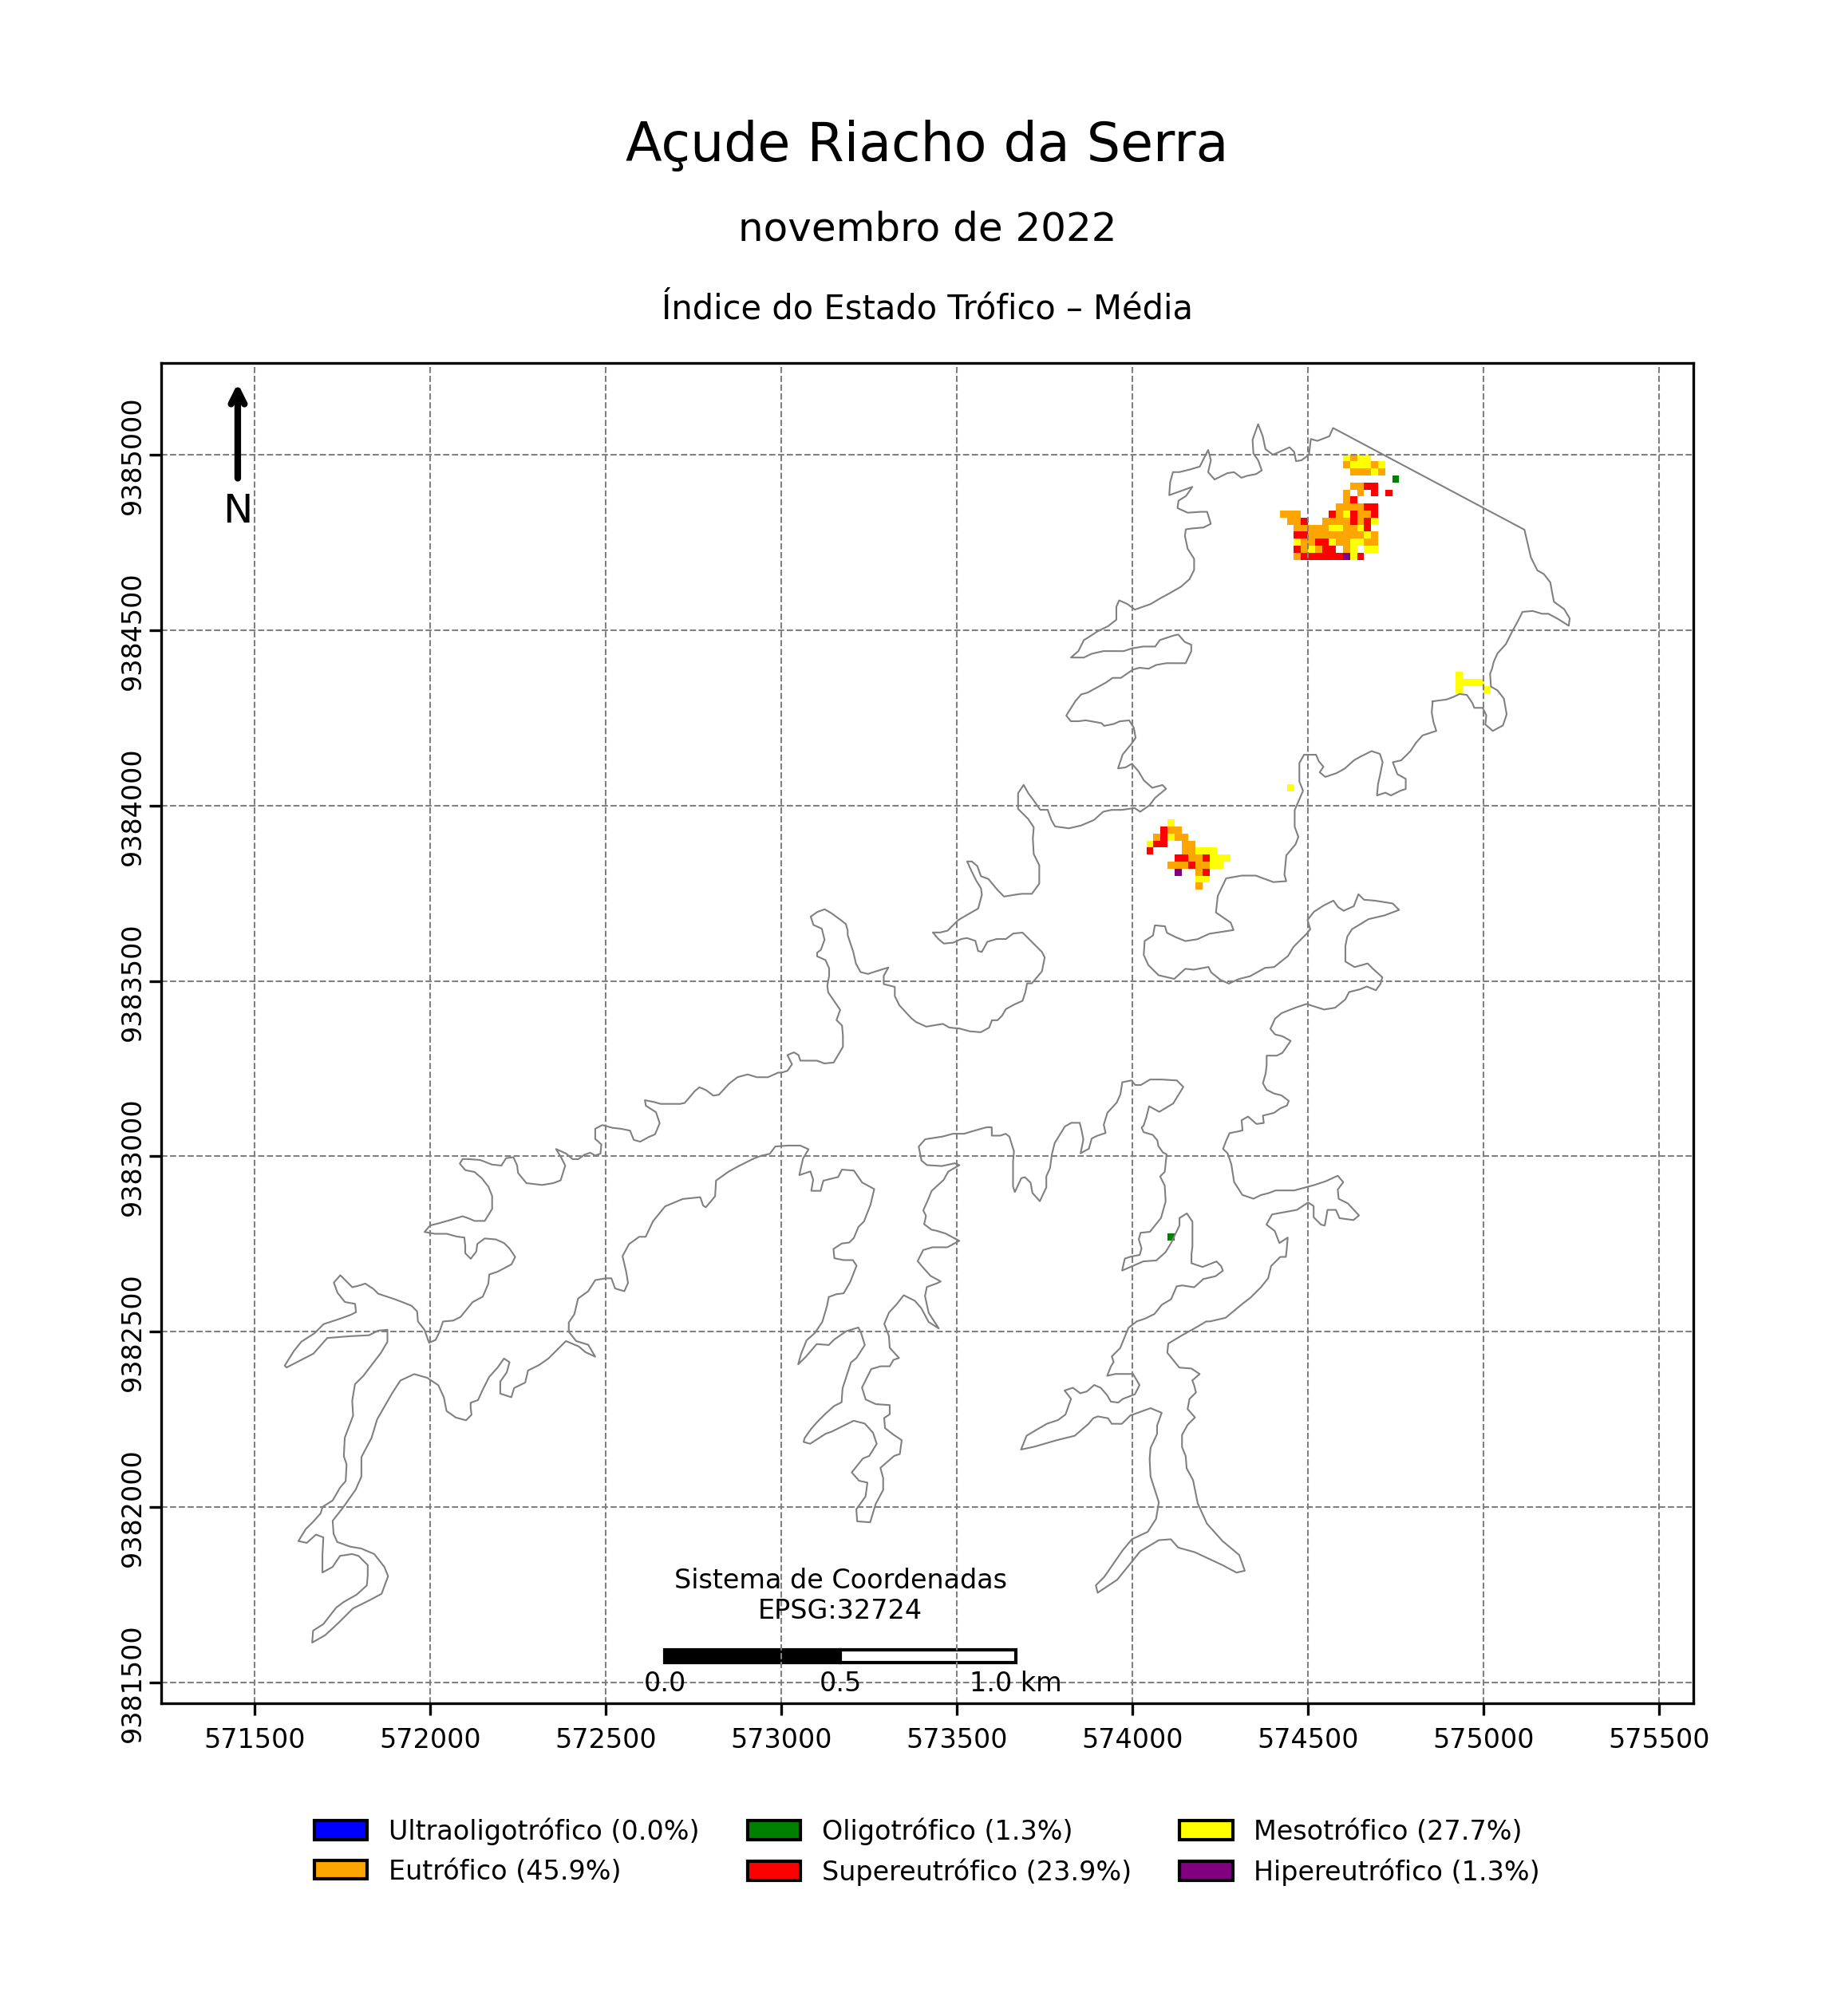 Açude Riacho da Serra
novembro de 2022
Índice do Estado Trófico – Média
N
9385000
9384500
9384000
9383500
9383000
9382500
9382000
9381500
Sistema de Coordenadas
EPSG:32724
0.0 0.5 1.0 km
571500 572000 572500 573000 573500 574000 574500 575000 575500
Ultraoligotrófico (0.0%) Oligotrófico (1.3%) Mesotrófico (27.7%)
Eutrófico (45.9%) Supereutrófico (23.9%) Hipereutrófico (1.3%)